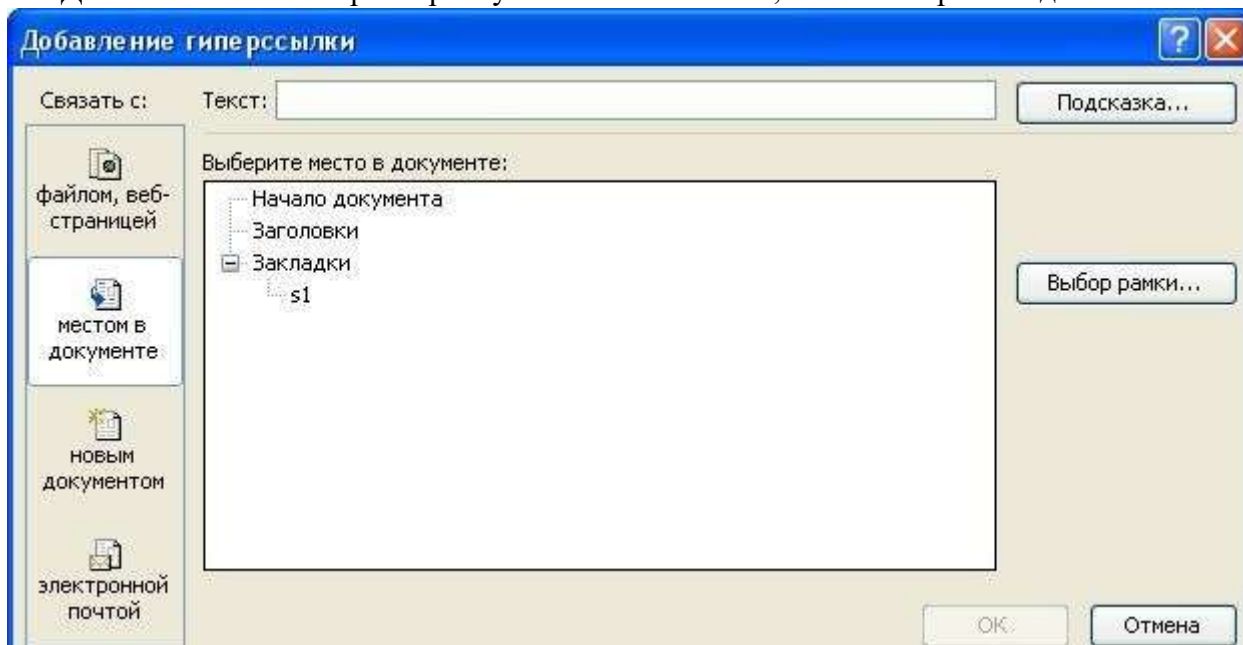 Добавление гиперссылки
Связать с:
Текст:
Подсказка...
файлом, веб-
страницей
местом в
документе
новым
документом
электронной
почтой
Выберите место в документе:
Начало документа
Заголовки
Закладки
s1
Выбор рамки...
ОК
Отмена